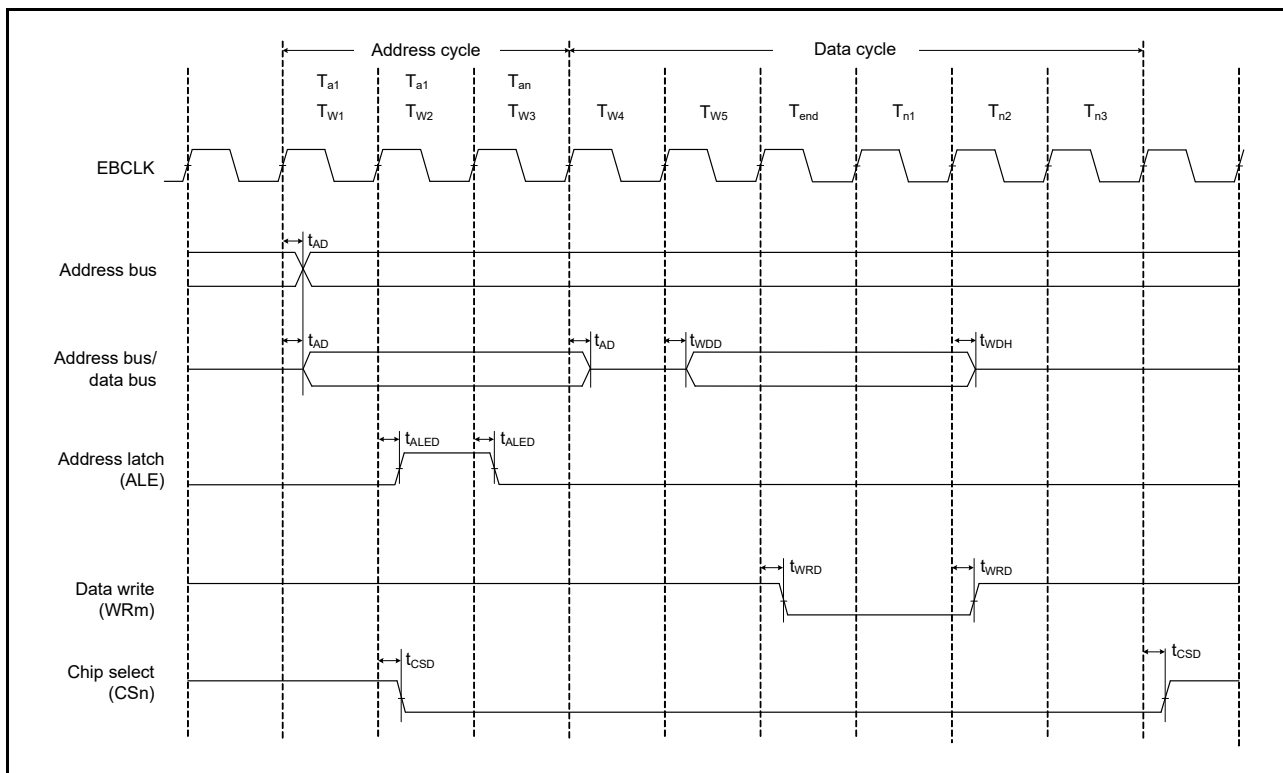 Address cycle Data cycle
Ta1 Ta1 Tan
TW1 TW2 TW3 TW4 TW5 Tend Tn1 Tn2 Tn3
EBCLK
tAD
Address bus
tAD tAD tWDD tWDH
Address bus/
data bus
tALED tALED
Address latch
(ALE)
tWRD tWRD
Data write
(WRm)
tCSD tCSD
Chip select
(CSn)